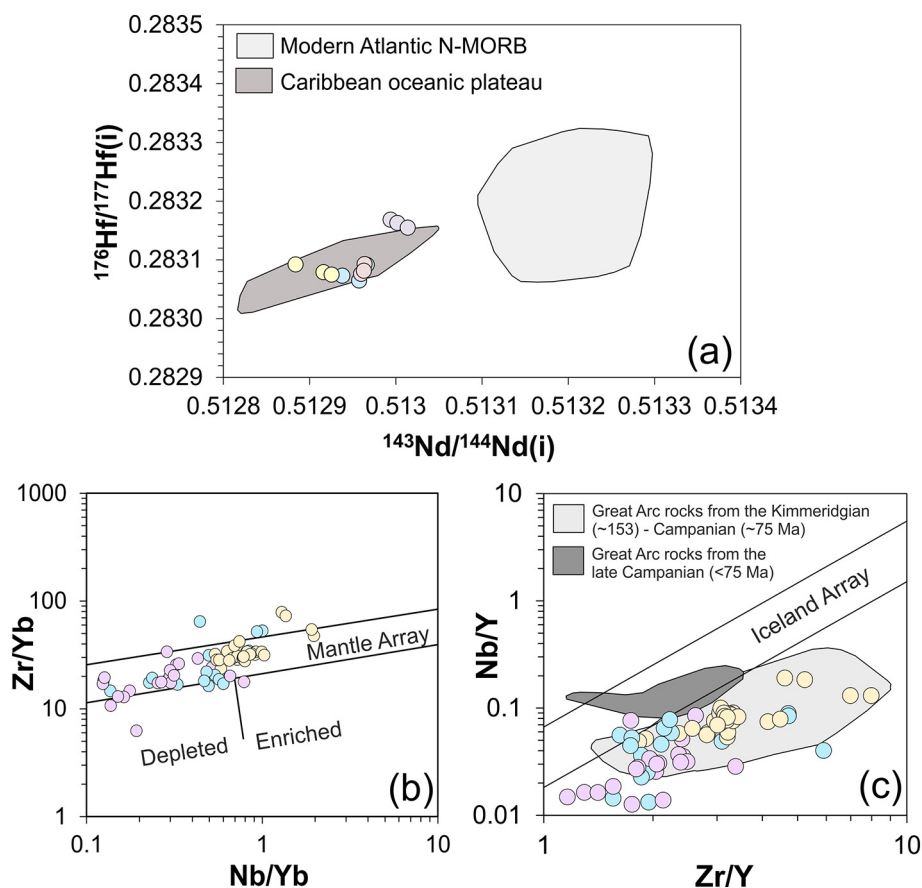 0.2835
0.2834
0.2833
0.2832
0.2831
0.2830
0.2829
¹⁷⁶Hf/¹⁷⁷Hf(i)
Modern Atlantic N-MORB
Caribbean oceanic plateau
(a)
0.5128 0.5129 0.513 0.5131 0.5132 0.5133 0.5134
¹⁴³Nd/¹⁴⁴Nd(i)
1000
100
10
1
Zr/Yb
Mantle Array
Depleted
Enriched
(b)
0.1 1 10
Nb/Yb
10
1
0.1
0.01
Nb/Y
Great Arc rocks from the Kimmeridgian
(~153) - Campanian (~75 Ma)
Great Arc rocks from the
late Campanian (<75 Ma)
Iceland Array
(c)
1 10
Zr/Y